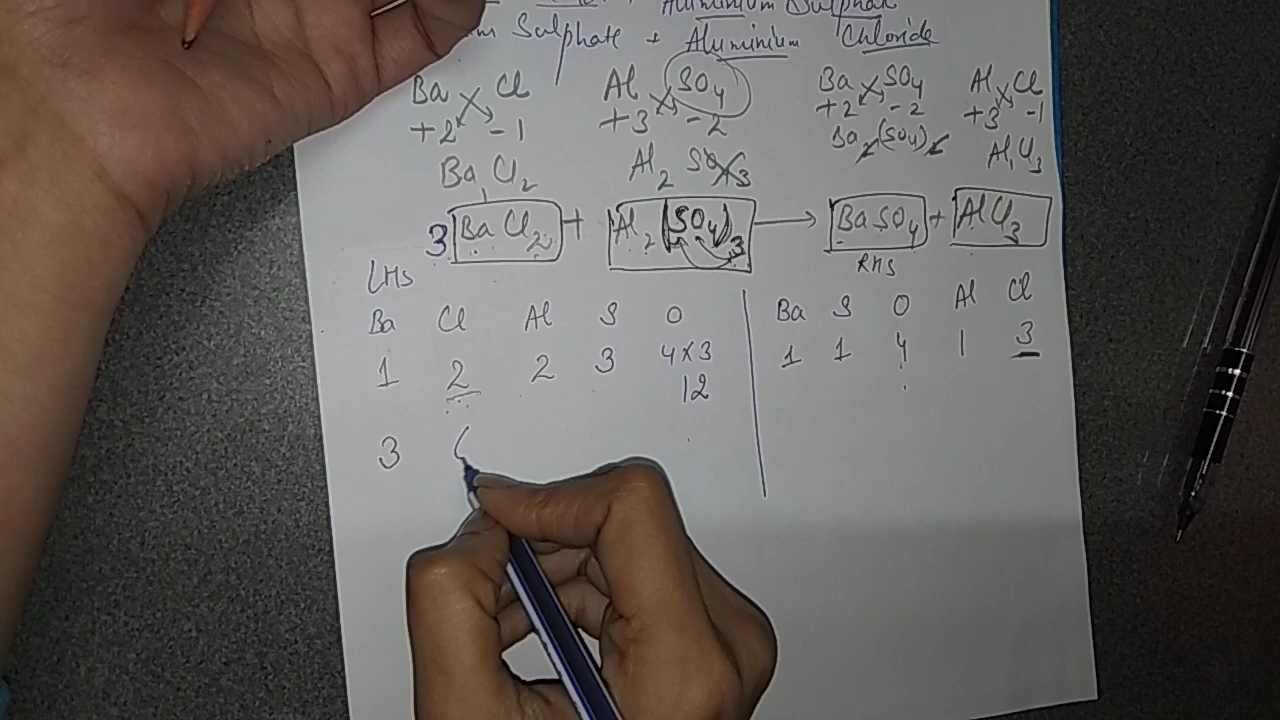 Aluminium Sulphat
Sulphate + Aluminium Chloride
Ba Cl Al SO4 Ba SO4 Al Cl
+2 -1 +3 -2 +2 -2 +3 -1
Ba2(SO4)2
Ba1Cl2 Al2 SO4 3 Al1Cl3
3 BaCl2 + Al2(SO4)3 → BaSO4 + AlCl3
LHS RHS
Ba Cl Al S O Ba S O Al Cl
1 2 2 3 4×3 1 1 4 1 3
12
3